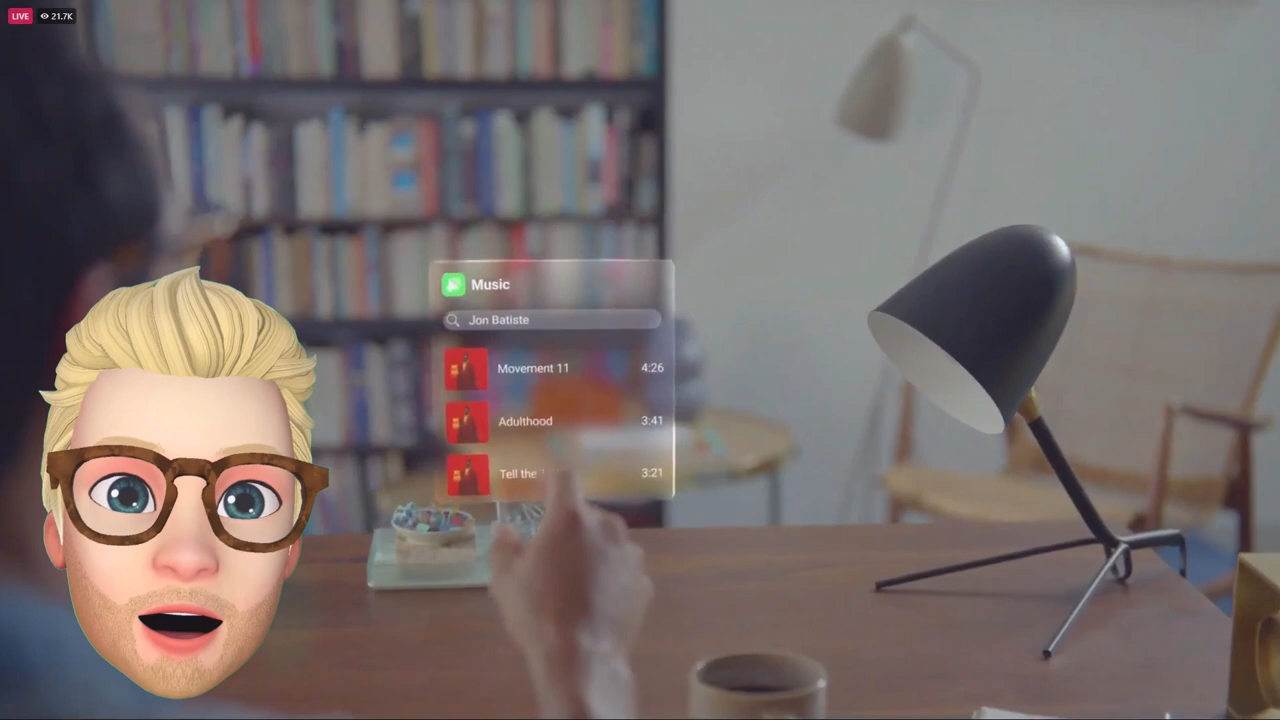 LIVE 21.7K
Music
Jon Batiste
Movement 11 4:26
Adulthood 3:41
Tell the 3:21